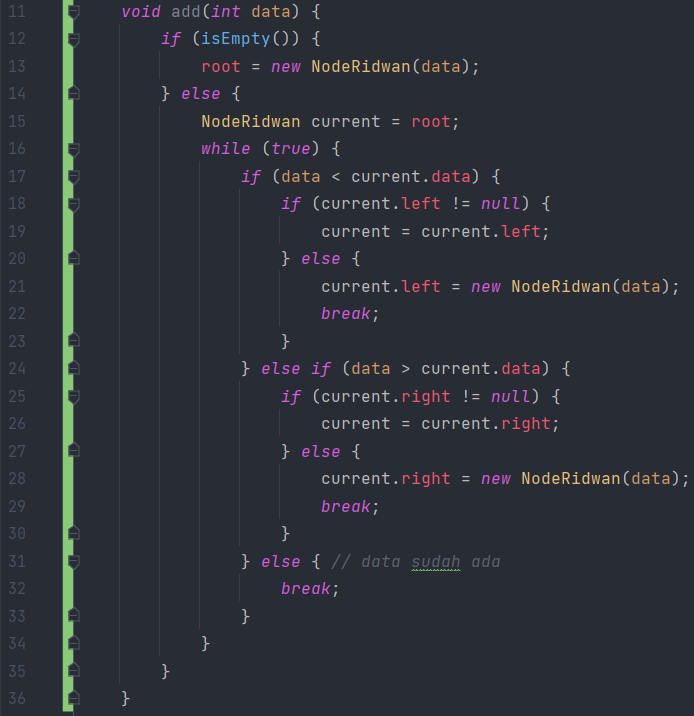 11 void add(int data) {
12 if (isEmpty()) {
13 root = new NodeRidwan(data);
14 } else {
15 NodeRidwan current = root;
16 while (true) {
17 if (data < current.data) {
18 if (current.left != null) {
19 current = current.left;
20 } else {
21 current.left = new NodeRidwan(data);
22 break;
23 }
24 } else if (data > current.data) {
25 if (current.right != null) {
26 current = current.right;
27 } else {
28 current.right = new NodeRidwan(data);
29 break;
30 }
31 } else { // data sudah ada
32 break;
33 }
34 }
35 }
36 }